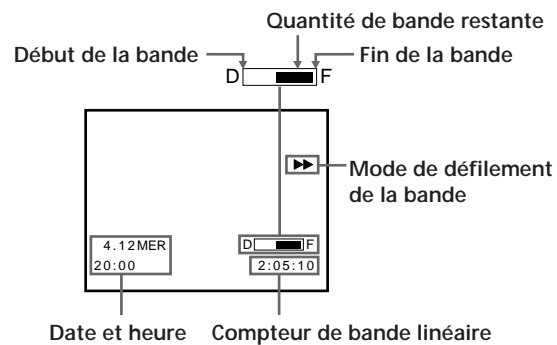 Quantité de bande restante
Début de la bande
Fin de la bande
D F
Mode de défilement
de la bande
4.12MER
20:00
D F
2:05:10
Date et heure
Compteur de bande linéaire